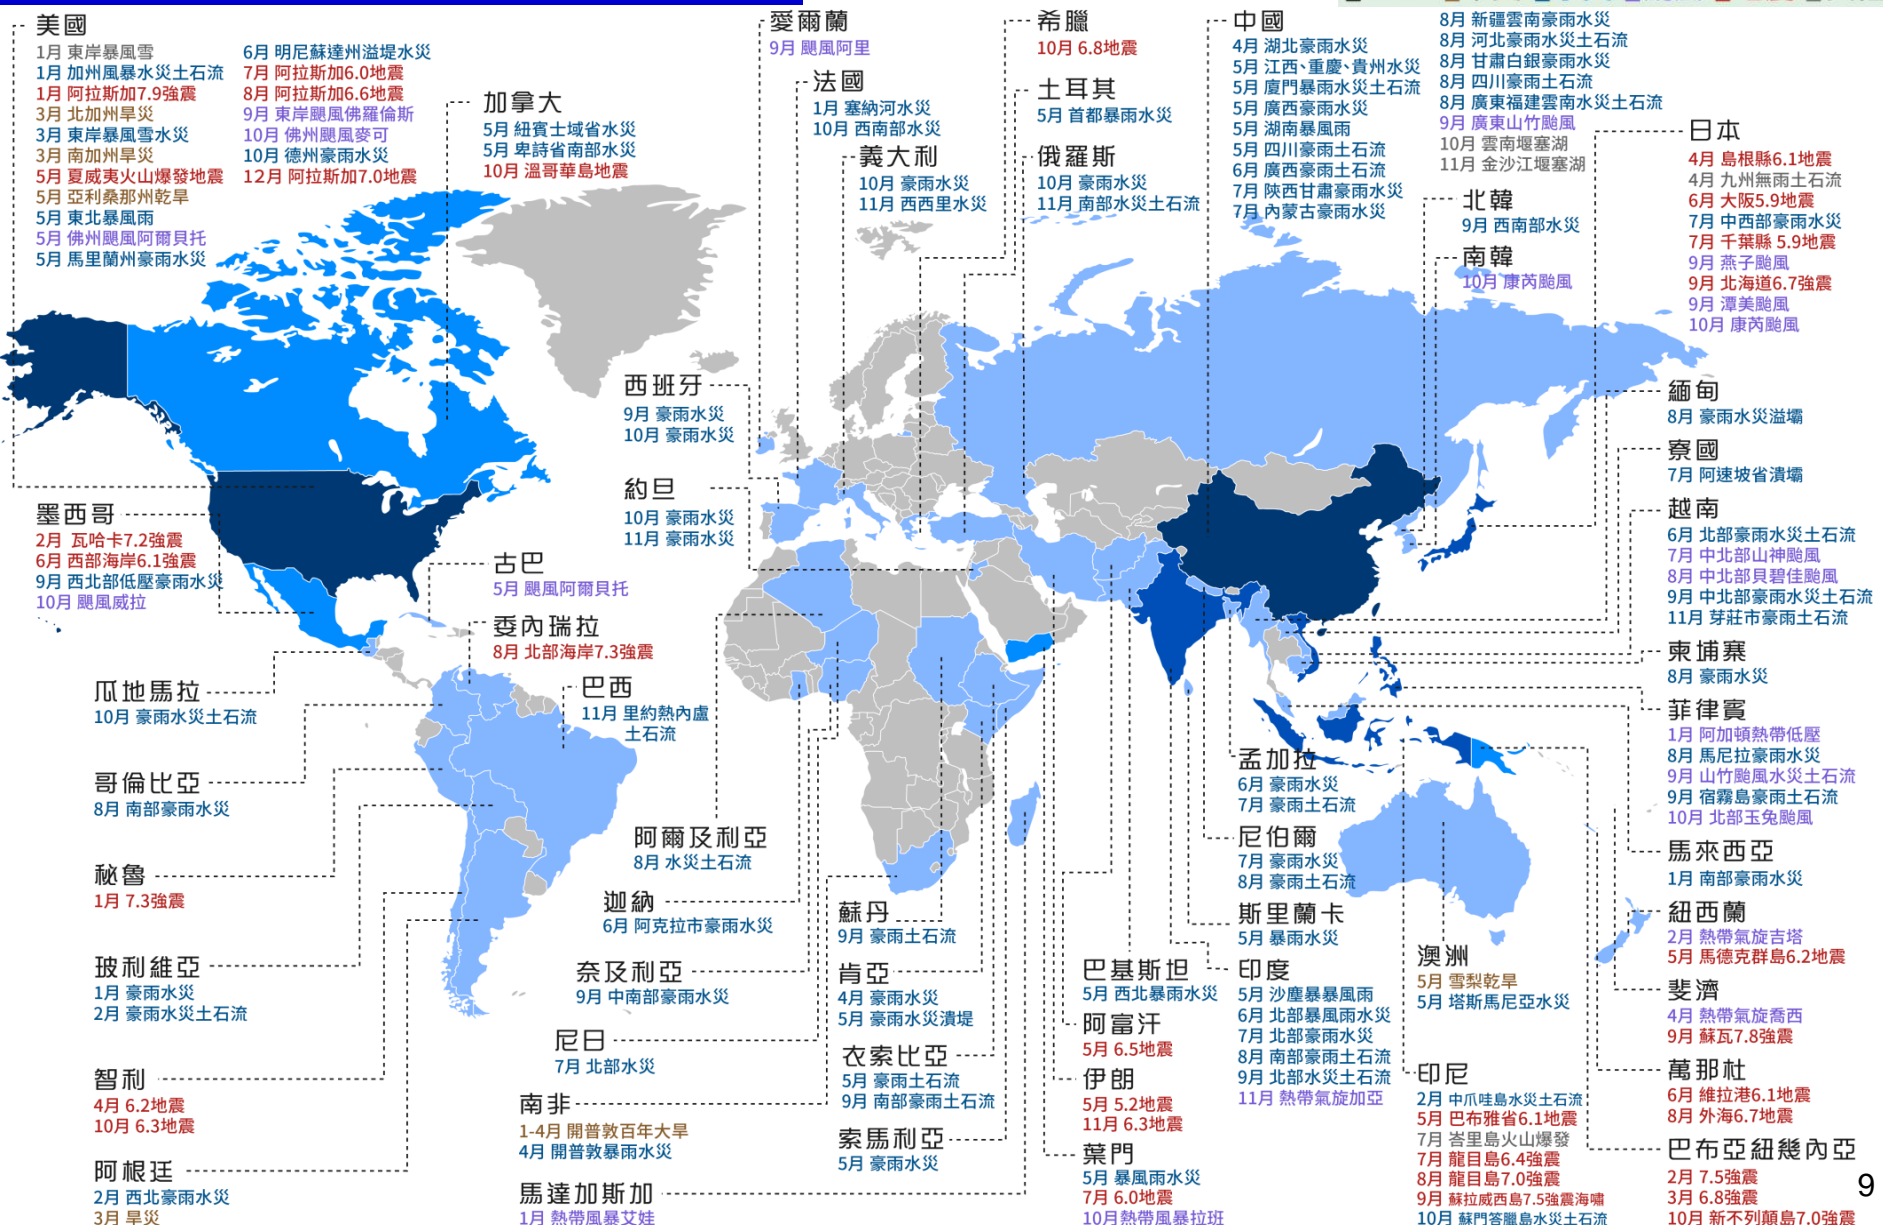 美國
1月 東岸暴風雪
1月 加州風暴水災土石流
1月 阿拉斯加7.9強震
3月 北加州旱災
3月 東岸暴風雪水災
3月 南加州旱災
5月 夏威夷火山爆發地震
5月 亞利桑那州乾旱
5月 東北暴風雨
5月 佛州颶風阿爾貝托
5月 馬里蘭州豪雨水災
6月 明尼蘇達州溢堤水災
7月 阿拉斯加6.0地震
8月 阿拉斯加6.6地震
9月 東岸颶風佛羅倫斯
10月 佛州颶風麥可
10月 德州豪雨水災
12月 阿拉斯加7.0地震
加拿大
5月 紐賓士域省水災
5月 卑詩省南部水災
10月 溫哥華島地震
愛爾蘭
9月 颶風阿里
法國
1月 塞納河水災
10月 西南部水災
義大利
10月 豪雨水災
11月 西西里水災
希臘
10月 6.8地震
土耳其
5月 首都暴雨水災
俄羅斯
10月 豪雨水災
11月 南部水災土石流
中國
4月 湖北豪雨水災
5月 江西、重慶、貴州水災
5月 廈門暴雨水災土石流
5月 廣西豪雨水災
5月 湖南暴風雨
5月 四川豪雨土石流
6月 廣西豪雨土石流
7月 陝西甘肅豪雨水災
7月 內蒙古豪雨水災
8月 新疆雲南豪雨水災
8月 河北豪雨水災土石流
8月 甘肅白銀豪雨水災
8月 四川豪雨土石流
8月 廣東福建雲南水災土石流
9月 廣東山竹颱風
10月 雲南堰塞湖
11月 金沙江堰塞湖
北韓
9月 西南部水災
南韓
10月 康芮颱風
日本
4月 島根縣6.1地震
4月 九州無雨土石流
6月 大阪5.9地震
7月 中西部豪雨水災
7月 千葉縣 5.9地震
9月 燕子颱風
9月 北海道6.7強震
9月 潭美颱風
10月 康芮颱風
西班牙
9月 豪雨水災
10月 豪雨水災
約旦
10月 豪雨水災
11月 豪雨水災
緬甸
8月 豪雨水災溢壩
寮國
7月 阿速坡省潰壩
越南
6月 北部豪雨水災土石流
7月 中北部山神颱風
8月 中北部貝碧佳颱風
9月 中北部豪雨水災土石流
11月 芽莊市豪雨土石流
柬埔寨
8月 豪雨水災
菲律賓
1月 阿加頓熱帶低壓
8月 馬尼拉豪雨水災
9月 山竹颱風水災土石流
9月 宿霧島豪雨土石流
10月 北部玉兔颱風
馬來西亞
1月 南部豪雨水災
紐西蘭
2月 熱帶氣旋吉塔
5月 馬德克群島6.2地震
斐濟
4月 熱帶氣旋喬西
9月 蘇瓦7.8強震
萬那杜
6月 維拉港6.1地震
8月 外海6.7地震
巴布亞紐幾內亞
2月 7.5強震
3月 6.8強震
10月 新不列顛島7.0強震
墨西哥
2月 瓦哈卡7.2強震
6月 西部海岸6.1強震
9月 西北部低壓豪雨水災
10月 颶風威拉
古巴
5月 颶風阿爾貝托
委內瑞拉
8月 北部海岸7.3強震
巴西
11月 里約熱內盧
土石流
瓜地馬拉
10月 豪雨水災土石流
哥倫比亞
8月 南部豪雨水災
秘魯
1月 7.3強震
玻利維亞
1月 豪雨水災
2月 豪雨水災土石流
智利
4月 6.2地震
10月 6.3地震
阿根廷
2月 西北豪雨水災
3月 旱災
阿爾及利亞
8月 水災土石流
迦納
6月 阿克拉市豪雨水災
奈及利亞
9月 中南部豪雨水災
尼日
7月 北部水災
南非
1-4月 開普敦百年大旱
4月 開普敦暴雨水災
馬達加斯加
1月 熱帶風暴艾娃
蘇丹
9月 豪雨土石流
肯亞
4月 豪雨水災
5月 豪雨水災潰堤
衣索比亞
5月 豪雨土石流
9月 南部豪雨土石流
索馬利亞
5月 豪雨水災
巴基斯坦
5月 西北暴雨水災
阿富汗
5月 6.5地震
伊朗
5月 5.2地震
11月 6.3地震
葉門
5月 暴風雨水災
7月 6.0地震
10月熱帶風暴拉班
孟加拉
6月 豪雨水災
7月 豪雨土石流
尼伯爾
7月 豪雨水災
8月 豪雨土石流
斯里蘭卡
5月 暴雨水災
印度
5月 沙塵暴暴風雨
6月 北部暴風雨水災
7月 北部豪雨水災
8月 南部豪雨土石流
9月 北部水災土石流
11月 熱帶氣旋加亞
澳洲
5月 雪梨乾旱
5月 塔斯馬尼亞水災
印尼
2月 中爪哇島水災土石流
5月 巴布雅省6.1地震
7月 峇里島火山爆發
7月 龍目島6.4強震
8月 龍目島7.0強震
9月 蘇拉威西島7.5強震海嘯
10月 蘇門答臘島水災土石流
9